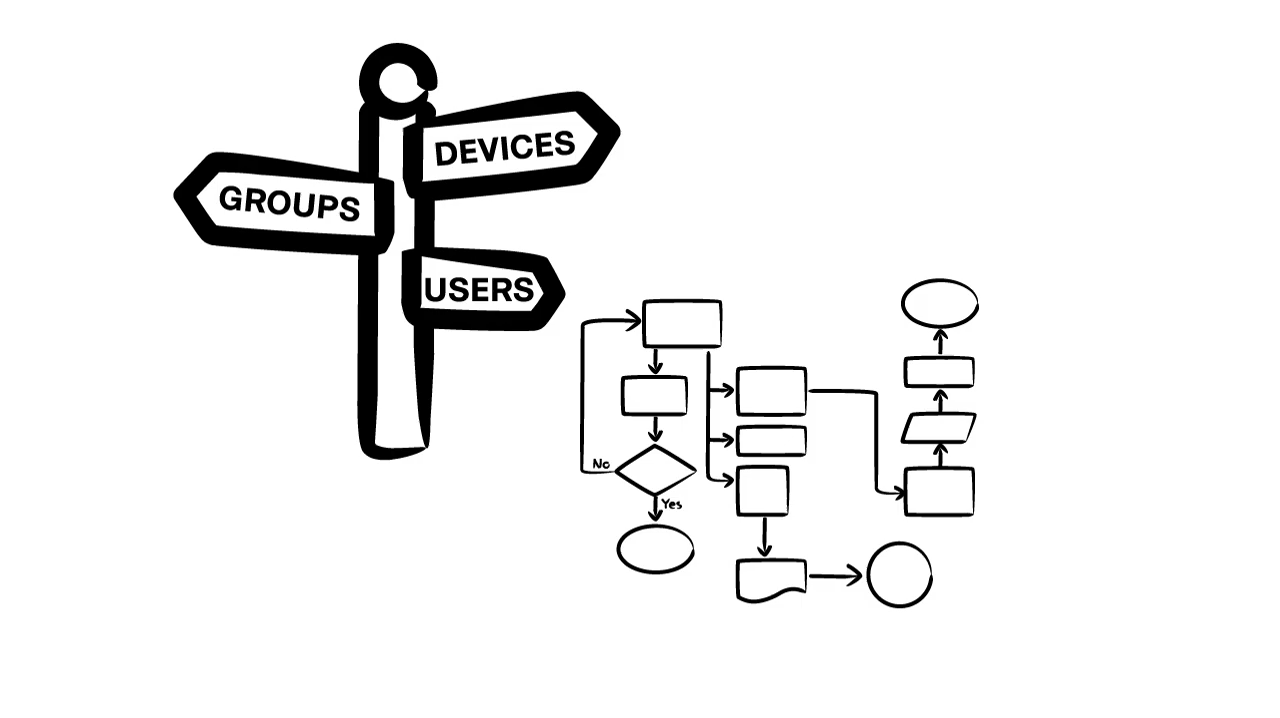 DEVICES
GROUPS
USERS
No
Yes